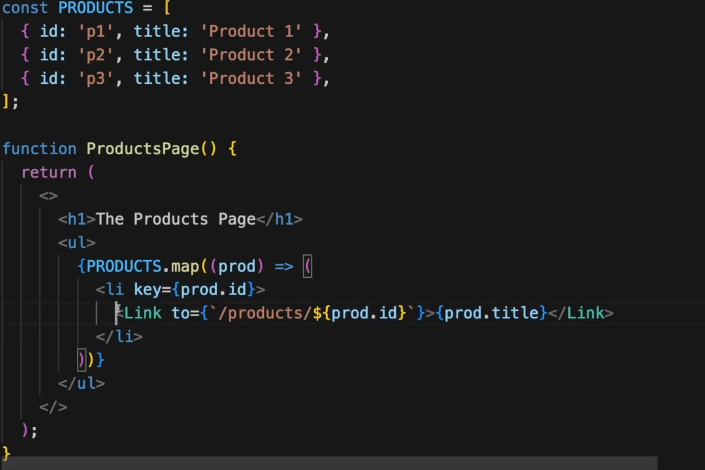 const PRODUCTS = [
  { id: 'p1', title: 'Product 1' },
  { id: 'p2', title: 'Product 2' },
  { id: 'p3', title: 'Product 3' },
];

function ProductsPage() {
  return (
    <>
      <h1>The Products Page</h1>
      <ul>
        {PRODUCTS.map((prod) => (
          <li key={prod.id}>
            <Link to={`/products/${prod.id}`}>{prod.title}</Link>
          </li>
        ))}
      </ul>
    </>
  );
}